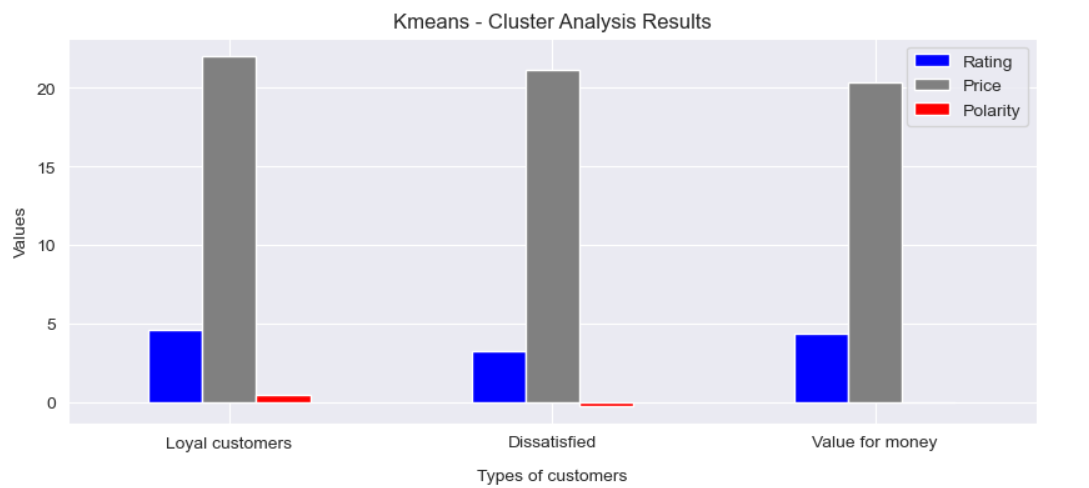 Kmeans - Cluster Analysis Results
Rating
Price
Polarity
Values
20
15
10
5
0
Loyal customers
Dissatisfied
Value for money
Types of customers